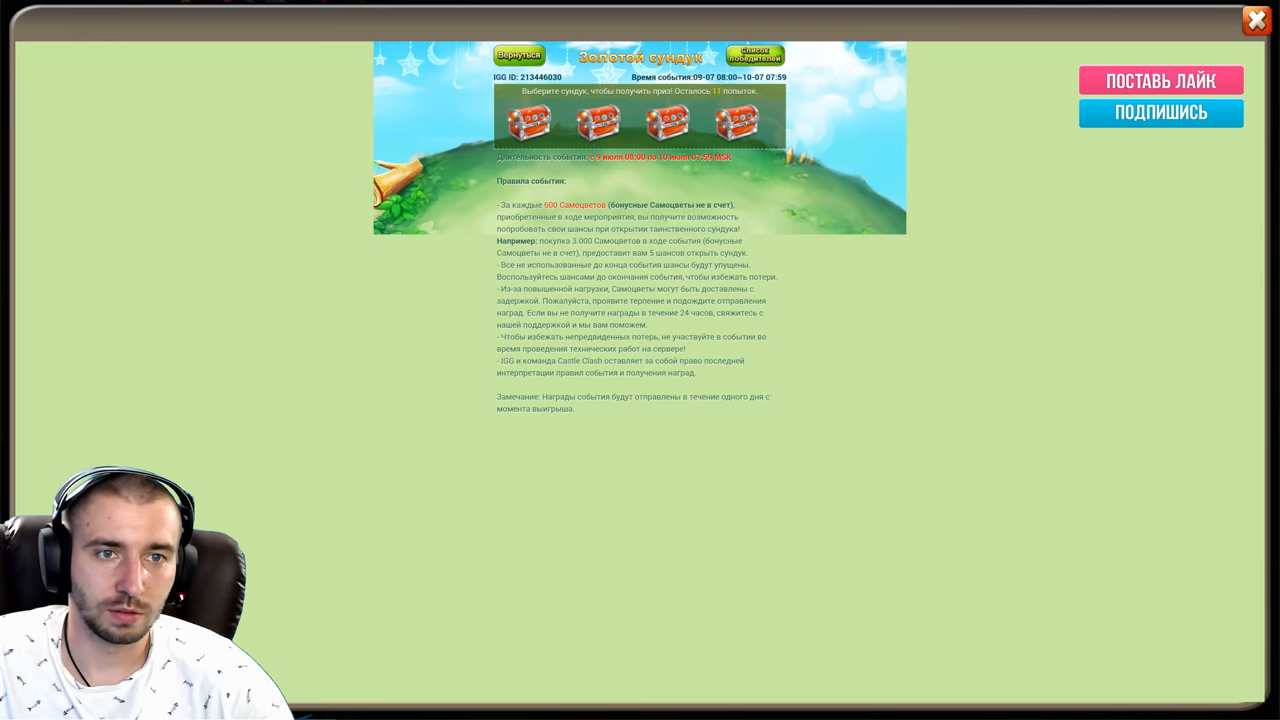 Вернуться
Золотой сундук
Список
победителей
IGG ID: 213446030
Время события:09-07 08:00~10-07 07:59
Выберите сундук, чтобы получить приз! Осталось 11 попыток.
Длительность события: с 9 июля 08:00 по 10 июля 07:59 MSK
Правила события:
- За каждые 600 Самоцветов (бонусные Самоцветы не в счет),
приобретенные в ходе мероприятия, вы получите возможность
попробовать свои шансы при открытии таинственного сундука!
Например: покупка 3.000 Самоцветов в ходе события (бонусные
Самоцветы не в счет), предоставит вам 5 шансов открыть сундук.
- Все не использованные до конца события шансы будут упущены.
Воспользуйтесь шансами до окончания события, чтобы избежать потери.
- Из-за повышенной нагрузки, Самоцветы могут быть доставлены с
задержкой. Пожалуйста, проявите терпение и подождите отправления
наград. Если вы не получите награды в течение 24 часов, свяжитесь с
нашей поддержкой и мы вам поможем.
- Чтобы избежать непредвиденных потерь, не участвуйте в событии во
время проведения технических работ на сервере!
- IGG и команда Castle Clash оставляет за собой право последней
интерпретации правил события и получения наград.
Замечание: Награды события будут отправлены в течение одного дня с
момента выигрыша.
ПОСТАВЬ ЛАЙК
ПОДПИШИСЬ